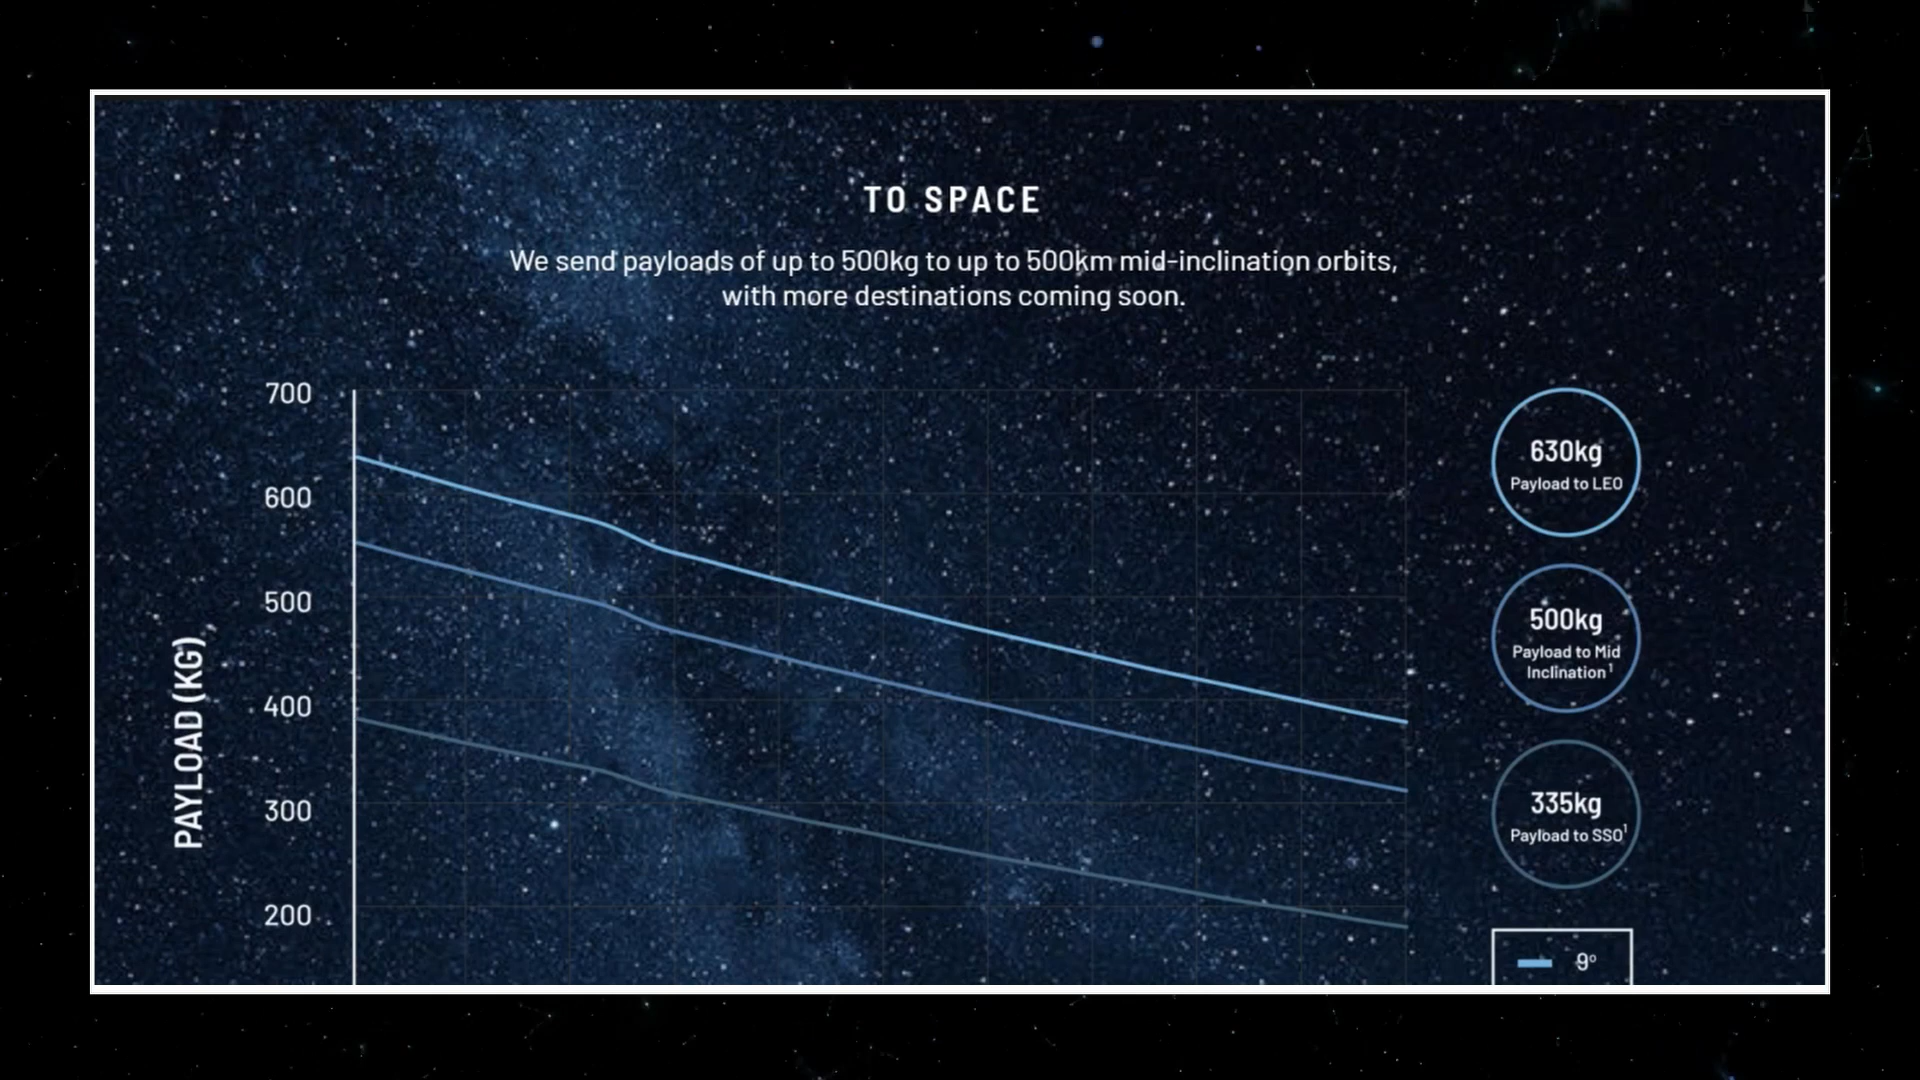 TO SPACE
We send payloads of up to 500kg to up to 500km mid-inclination orbits,
with more destinations coming soon.
PAYLOAD (KG)
700
600
500
400
300
200
630kg
Payload to LEO
500kg
Payload to Mid
Inclination¹
335kg
Payload to SSO¹
9°